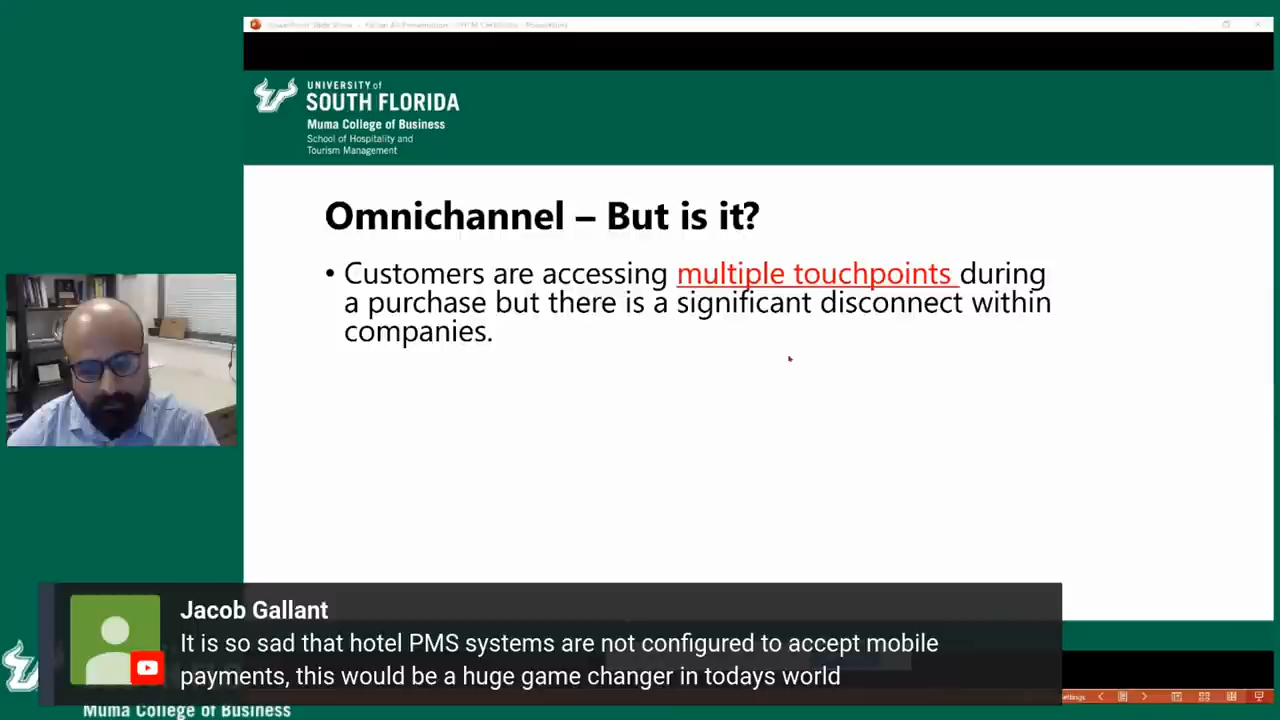 UNIVERSITY of
SOUTH FLORIDA
Muma College of Business
School of Hospitality and
Tourism Management
Omnichannel – But is it?
• Customers are accessing multiple touchpoints during
a purchase but there is a significant disconnect within
companies.
Jacob Gallant
It is so sad that hotel PMS systems are not configured to accept mobile
payments, this would be a huge game changer in todays world
Muma College of Business